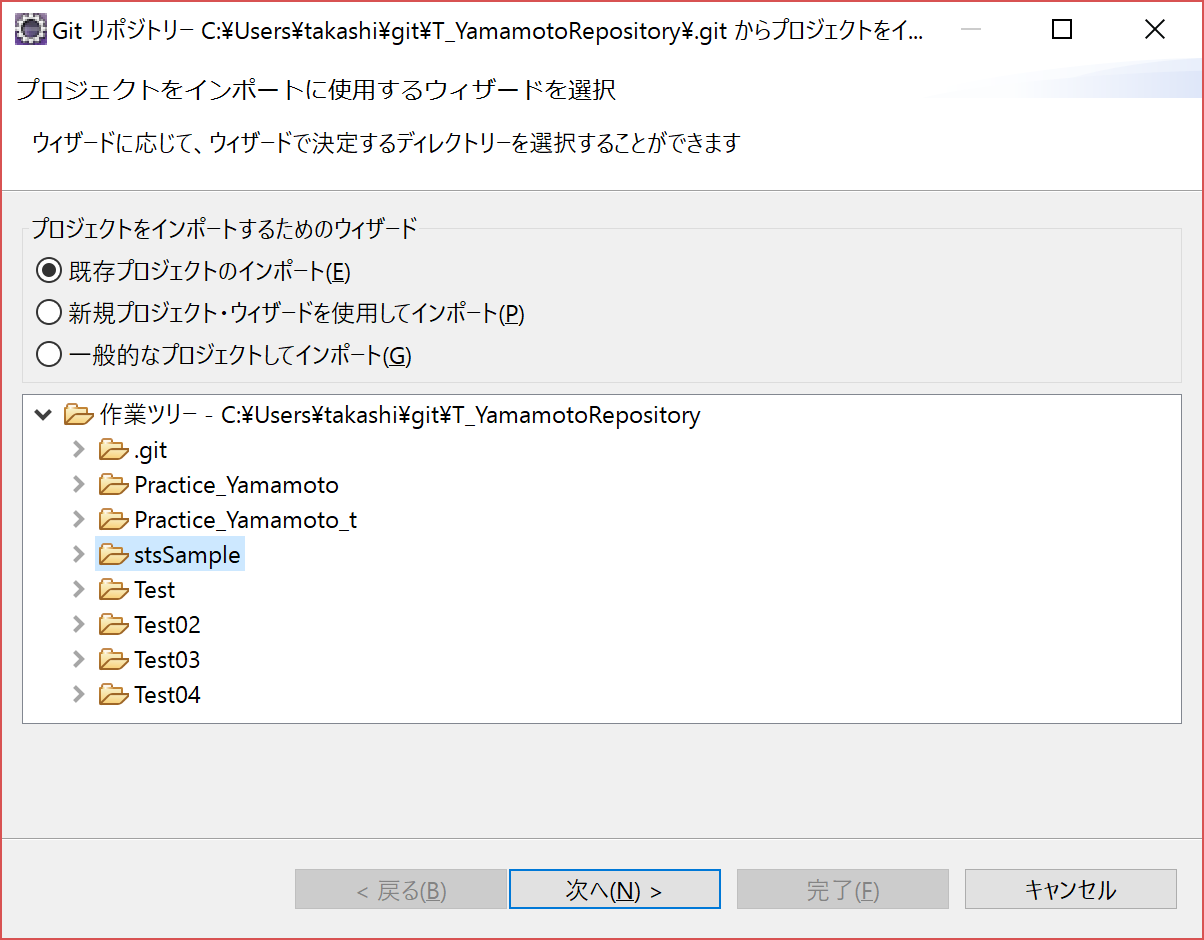 Git リポジトリー C:¥Users¥takashi¥git¥T_YamamotoRepository¥.git からプロジェクトをイ...
プロジェクトをインポートに使用するウィザードを選択
ウィザードに応じて、ウィザードで決定するディレクトリーを選択することができます
プロジェクトをインポートするためのウィザード
既存プロジェクトのインポート(E)
新規プロジェクト・ウィザードを使用してインポート(P)
一般的なプロジェクトしてインポート(G)
作業ツリー - C:¥Users¥takashi¥git¥T_YamamotoRepository
.git
Practice_Yamamoto
Practice_Yamamoto_t
stsSample
Test
Test02
Test03
Test04
< 戻る(B) 次へ(N) > 完了(F) キャンセル